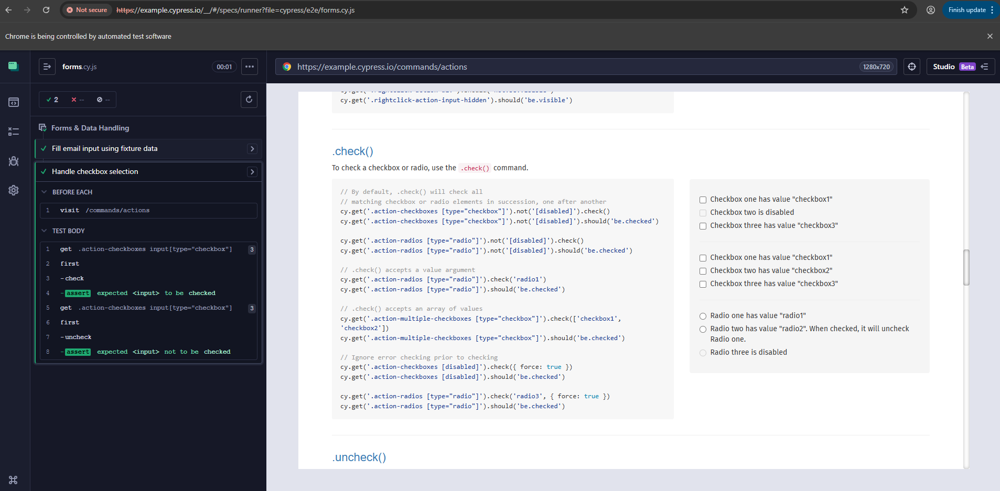 Not secure
https://example.cypress.io/__/#/specs/runner?file=cypress/e2e/forms.cy.js
Finish update
Chrome is being controlled by automated test software
forms.cy.js
00:01
https://example.cypress.io/commands/actions
1280x720
Studio Beta
2 -- --
Forms & Data Handling
Fill email input using fixture data
Handle checkbox selection
BEFORE EACH
1 visit /commands/actions
TEST BODY
1 get .action-checkboxes input[type="checkbox"] 3
2 first
3 -check
4 -assert expected <input> to be checked
5 get .action-checkboxes input[type="checkbox"] 3
6 first
7 -uncheck
8 -assert expected <input> not to be checked
cy.get('.rightclick-action-input-hidden').should('be.visible')
.check()
To check a checkbox or radio, use the .check() command.
// By default, .check() will check all
// matching checkbox or radio elements in succession, one after another
cy.get('.action-checkboxes [type="checkbox"]').not('[disabled]').check()
cy.get('.action-checkboxes [type="checkbox"]').not('[disabled]').should('be.checked')
cy.get('.action-radios [type="radio"]').not('[disabled]').check()
cy.get('.action-radios [type="radio"]').not('[disabled]').should('be.checked')
// .check() accepts a value argument
cy.get('.action-radios [type="radio"]').check('radio1')
cy.get('.action-radios [type="radio"]').should('be.checked')
// .check() accepts an array of values
cy.get('.action-multiple-checkboxes [type="checkbox"]').check(['checkbox1',
'checkbox2'])
cy.get('.action-multiple-checkboxes [type="checkbox"]').should('be.checked')
// Ignore error checking prior to checking
cy.get('.action-checkboxes [disabled]').check({ force: true })
cy.get('.action-checkboxes [disabled]').should('be.checked')
cy.get('.action-radios [type="radio"]').check('radio3', { force: true })
cy.get('.action-radios [type="radio"]').should('be.checked')
Checkbox one has value "checkbox1"
Checkbox two is disabled
Checkbox three has value "checkbox3"
Checkbox one has value "checkbox1"
Checkbox two has value "checkbox2"
Checkbox three has value "checkbox3"
Radio one has value "radio1"
Radio two has value "radio2". When checked, it will uncheck
Radio one.
Radio three is disabled
.uncheck()